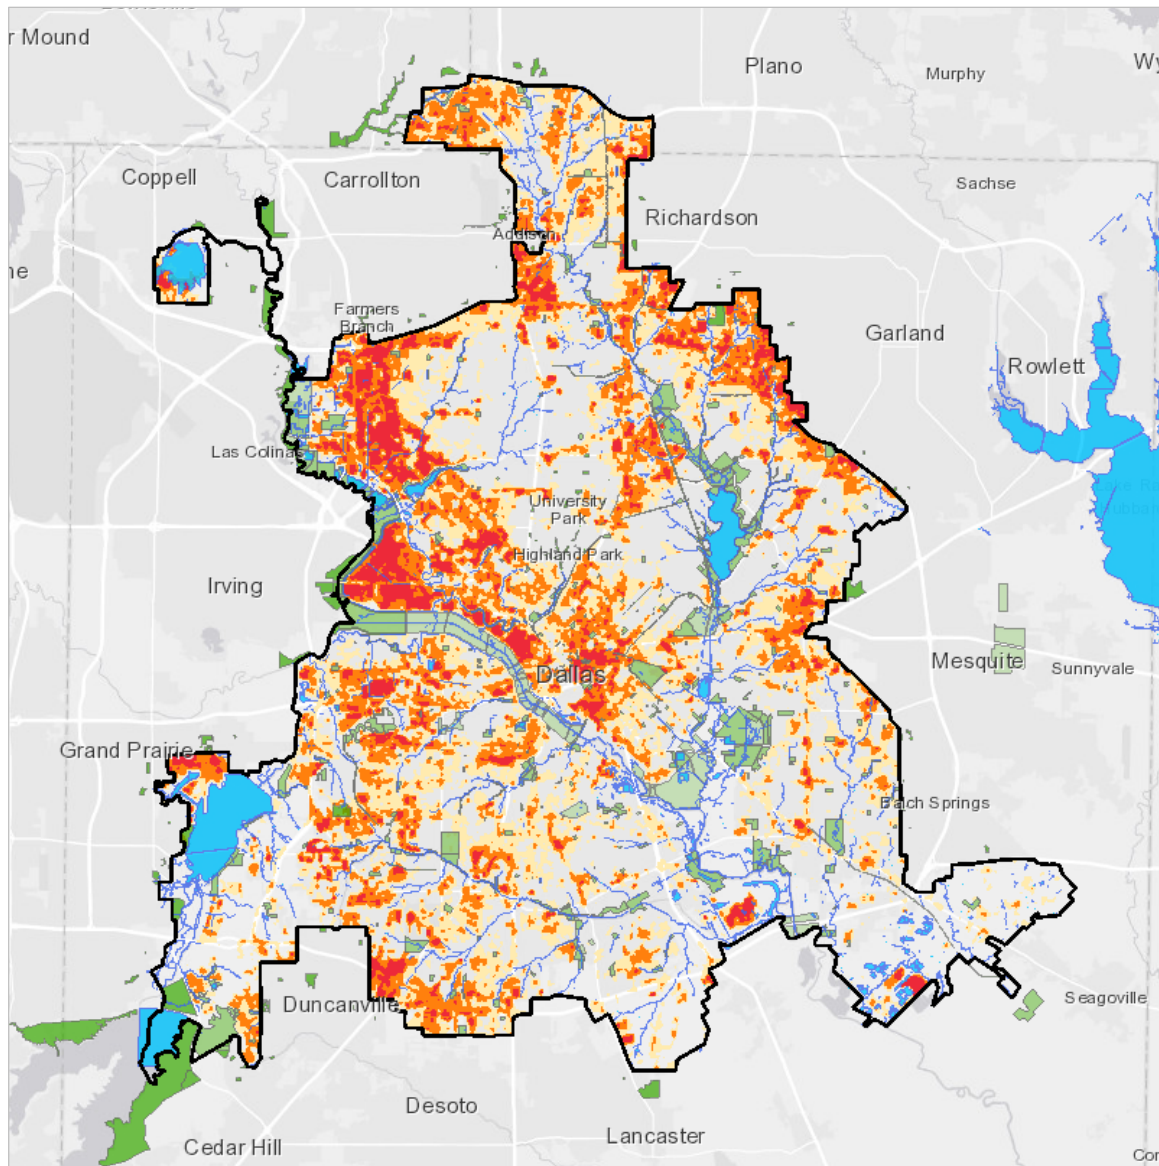 r Mound
Plano
Murphy
Wy
Coppell
Carrollton
Sachse
Richardson
Addison
ne
Farmers
Branch
Garland
Rowlett
Las Colinas
University
Park
Highland Park
Irving
Dallas
Mesquite
Sunnyvale
Grand Prairie
Balch Springs
Duncanville
Seagoville
Desoto
Lancaster
Cedar Hill
Cor